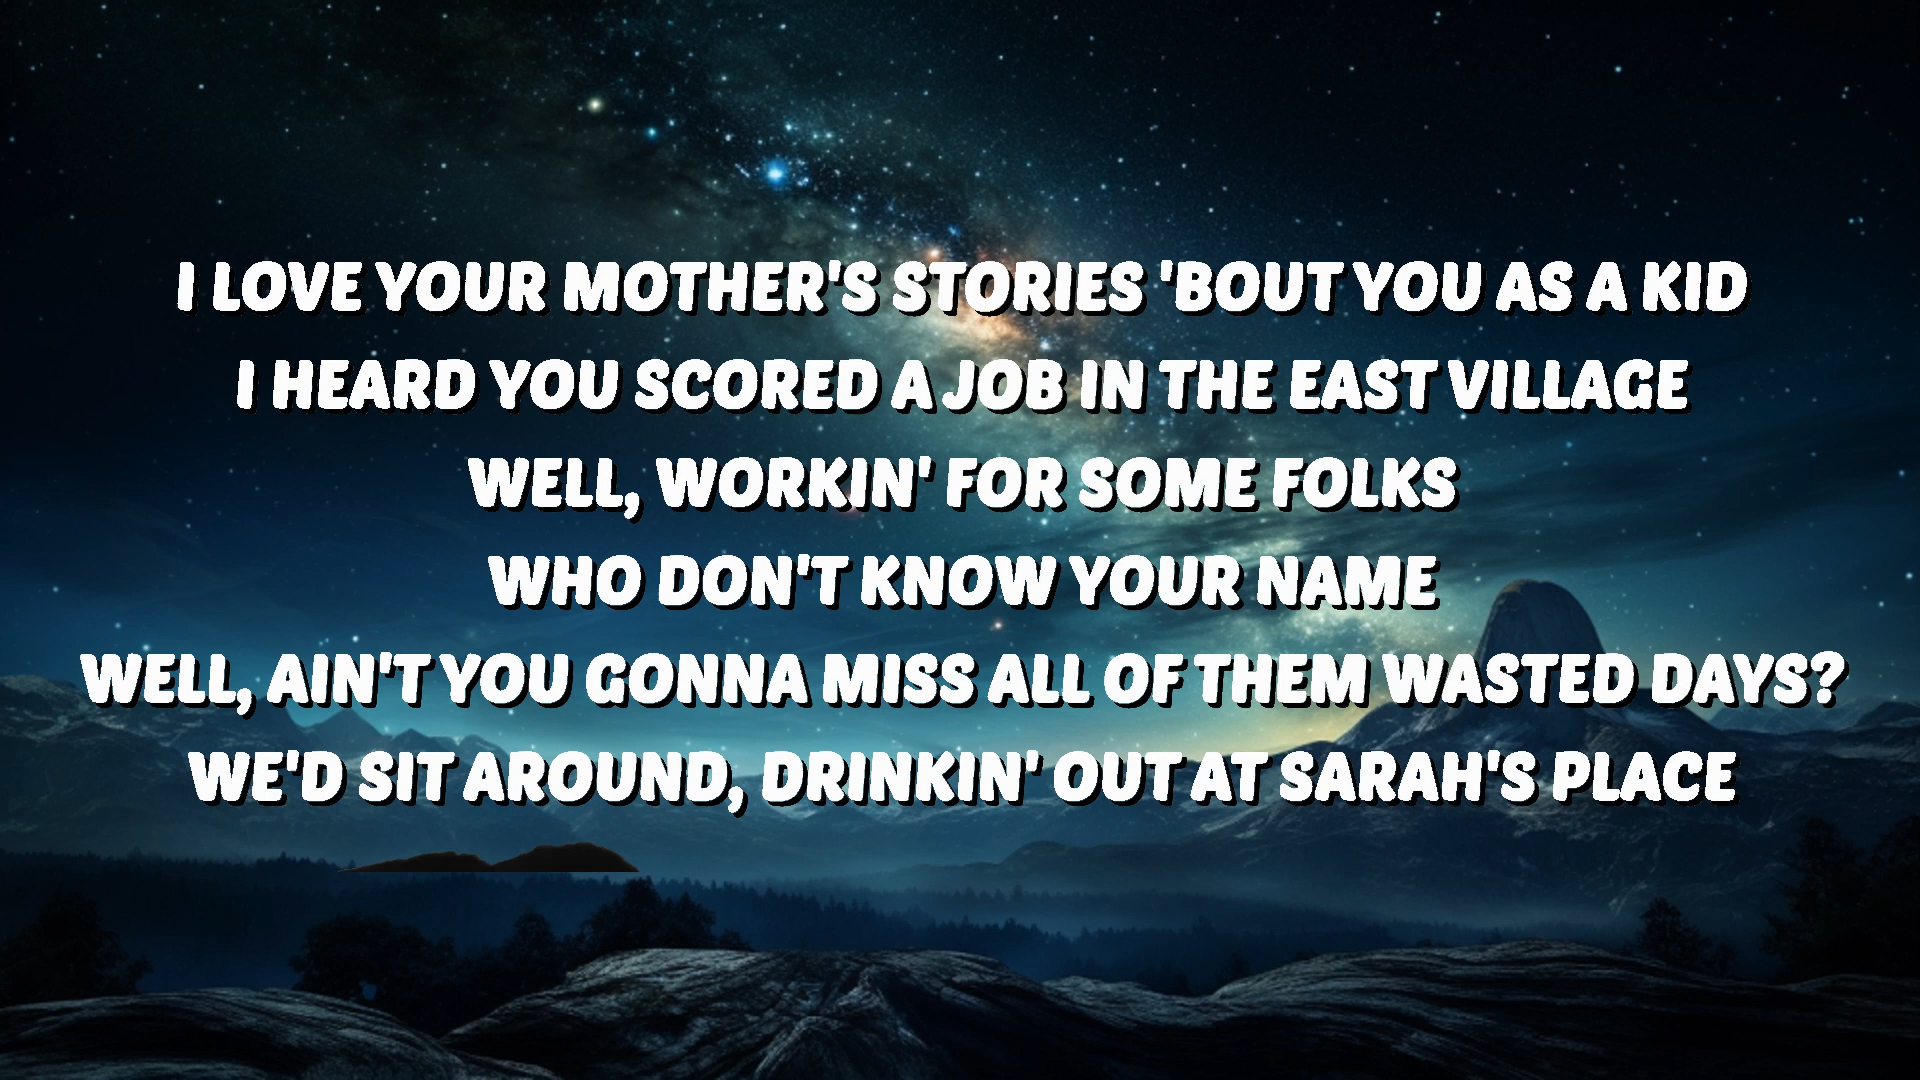 I LOVE YOUR MOTHER'S STORIES 'BOUT YOU AS A KID
I HEARD YOU SCORED A JOB IN THE EAST VILLAGE
WELL, WORKIN' FOR SOME FOLKS
WHO DON'T KNOW YOUR NAME
WELL, AIN'T YOU GONNA MISS ALL OF THEM WASTED DAYS?
WE'D SIT AROUND, DRINKIN' OUT AT SARAH'S PLACE